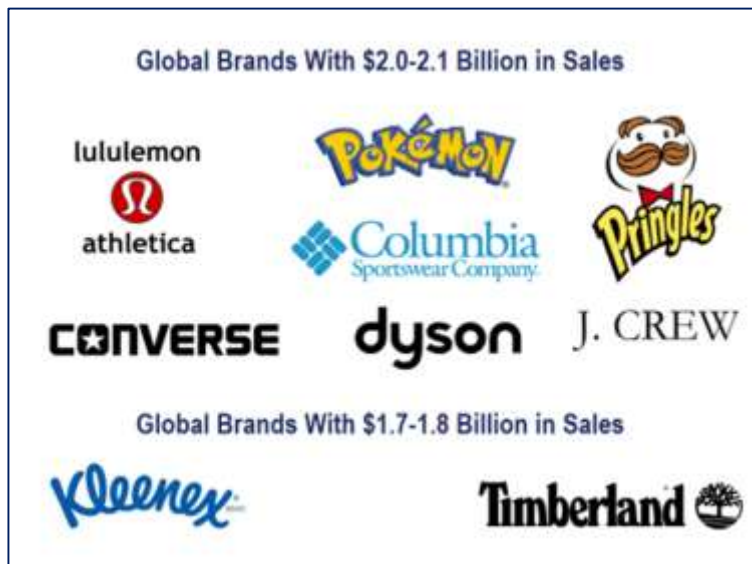 Global Brands With $2.0-2.1 Billion in Sales
lululemon
athletica
POKéMON
Columbia
Sportswear Company
Pringles
CONVERSE
dyson
J. CREW
Global Brands With $1.7-1.8 Billion in Sales
Kleenex
Timberland